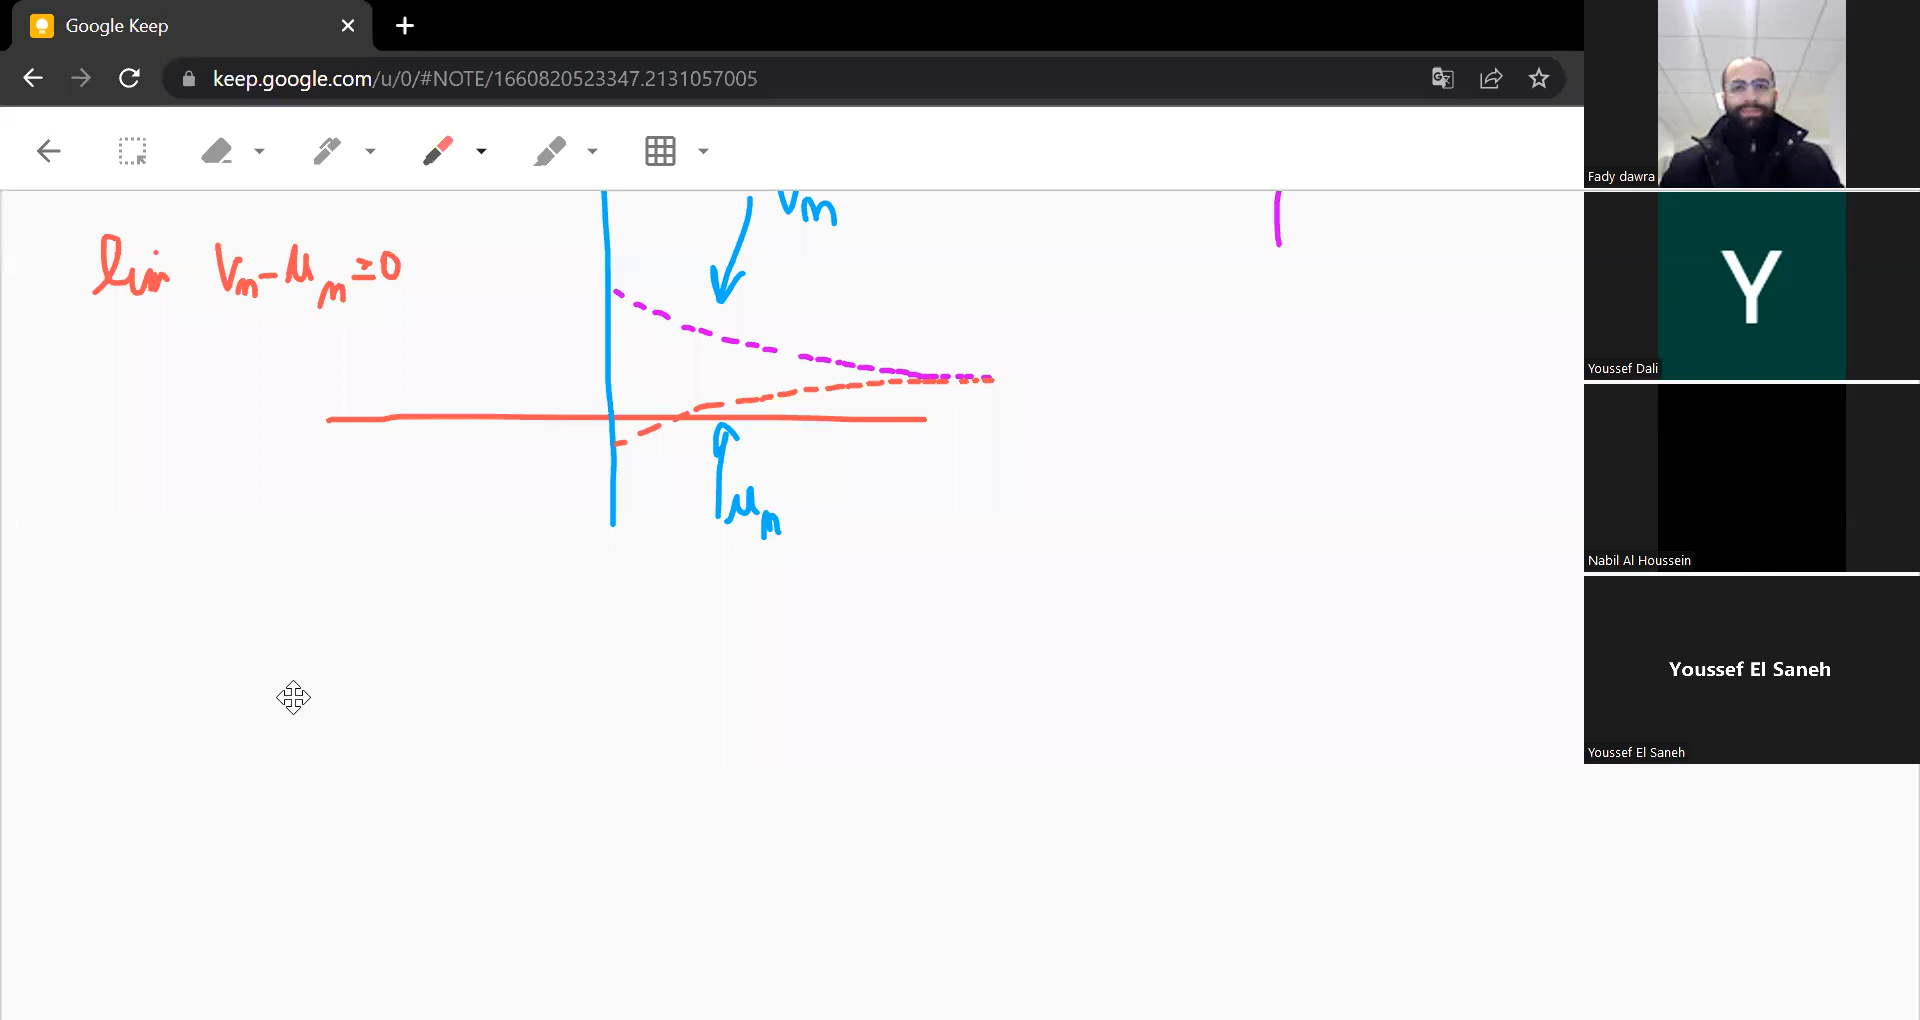 Google Keep
keep.google.com/u/0/#NOTE/1660820523347.2131057005
Vn
lim Vn - Un = 0
Un
Fady dawra
Y
Youssef Dali
Nabil Al Houssein
Youssef El Saneh
Youssef El Saneh